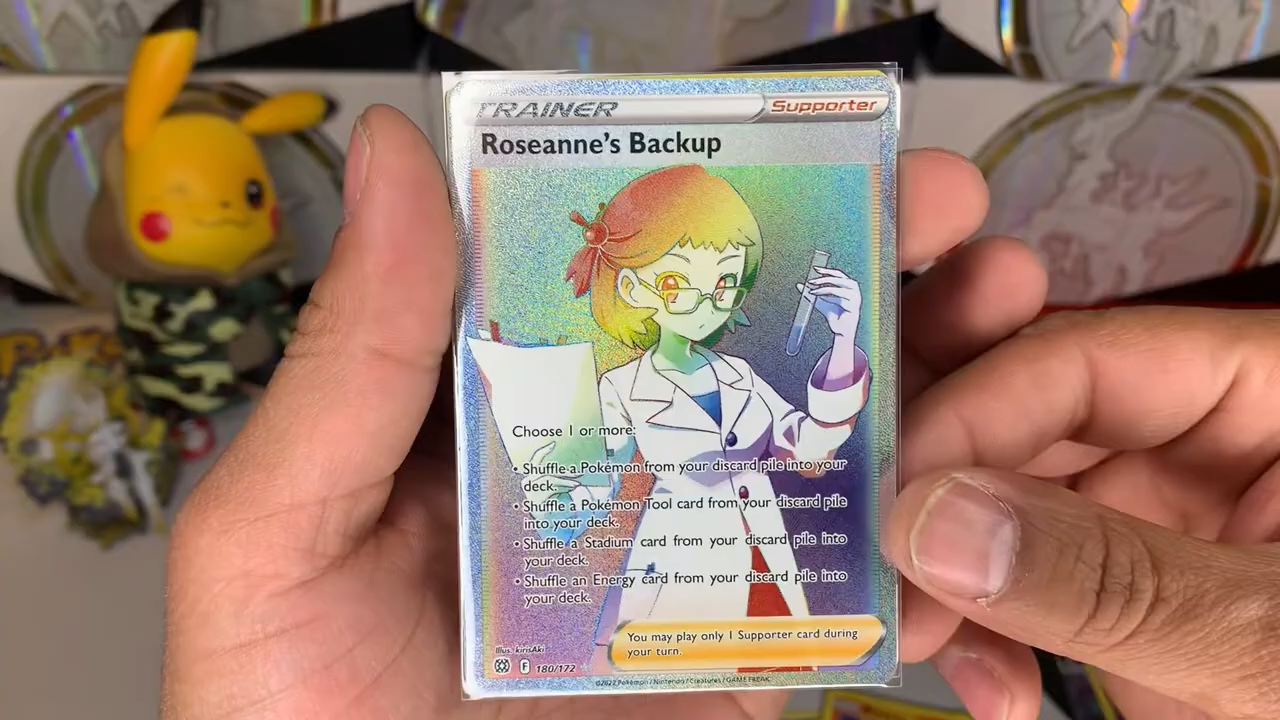 TRAINER Supporter
Roseanne's Backup
Choose 1 or more:
• Shuffle a Pokémon from your discard pile into your
deck.
• Shuffle a Pokémon Tool card from your discard pile
into your deck.
• Shuffle a Stadium card from your discard pile into
your deck.
• Shuffle an Energy card from your discard pile into
your deck.
You may play only 1 Supporter card during
your turn.
Illus. kirisAki
F 180/172
©2022 Pokémon / Nintendo / Creatures / GAME FREAK